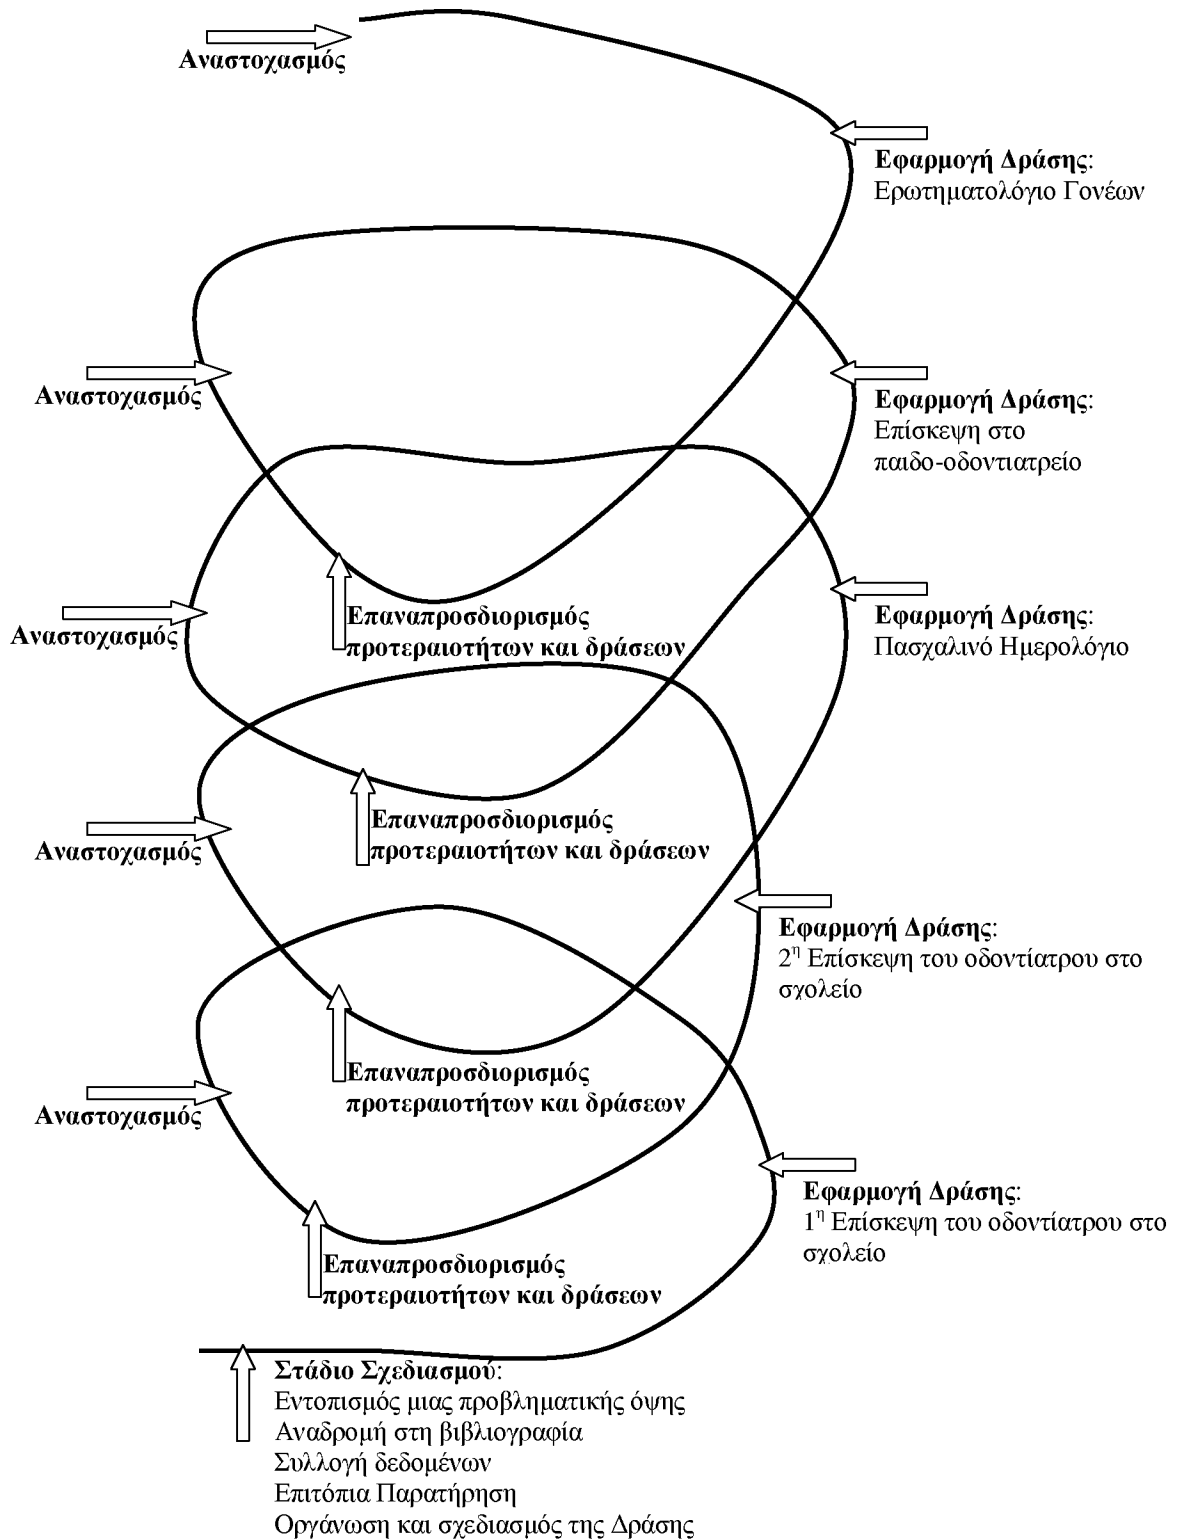 Αναστοχασμός
Εφαρμογή Δράσης:
Ερωτηματολόγιο Γονέων
Αναστοχασμός
Εφαρμογή Δράσης:
Επίσκεψη στο
παιδο-οδοντιατρείο
Αναστοχασμός
Επαναπροσδιορισμός
προτεραιοτήτων και δράσεων
Εφαρμογή Δράσης:
Πασχαλινό Ημερολόγιο
Αναστοχασμός
Επαναπροσδιορισμός
προτεραιοτήτων και δράσεων
Εφαρμογή Δράσης:
2η Επίσκεψη του οδοντίατρου στο
σχολείο
Αναστοχασμός
Επαναπροσδιορισμός
προτεραιοτήτων και δράσεων
Εφαρμογή Δράσης:
1η Επίσκεψη του οδοντίατρου στο
σχολείο
Επαναπροσδιορισμός
προτεραιοτήτων και δράσεων
Στάδιο Σχεδιασμού:
Εντοπισμός μιας προβληματικής όψης
Αναδρομή στη βιβλιογραφία
Συλλογή δεδομένων
Επιτόπια Παρατήρηση
Οργάνωση και σχεδιασμός της Δράσης